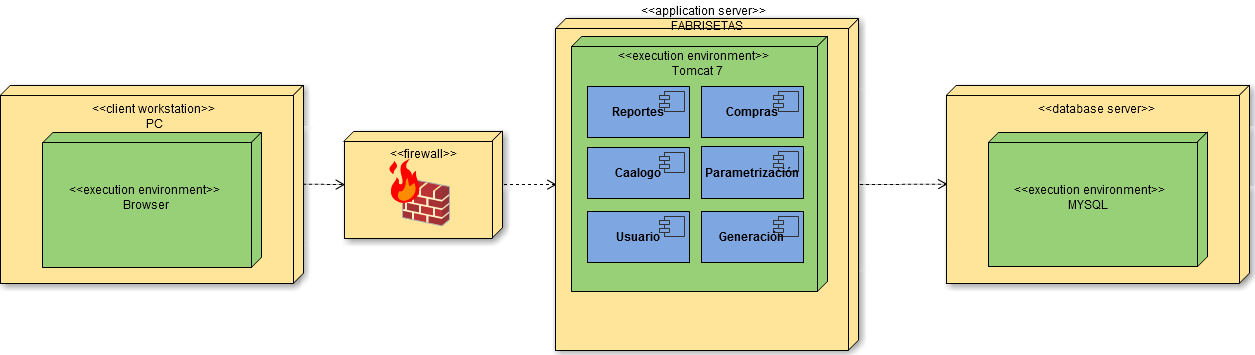 <<client workstation>>
PC
<<execution environment>>
Browser
<<firewall>>
<<application server>>
FABRISETAS
<<execution environment>>
Tomcat 7
Reportes
Compras
Caalogo
Parametrización
Usuario
Generación
<<database server>>
<<execution environment>>
MYSQL